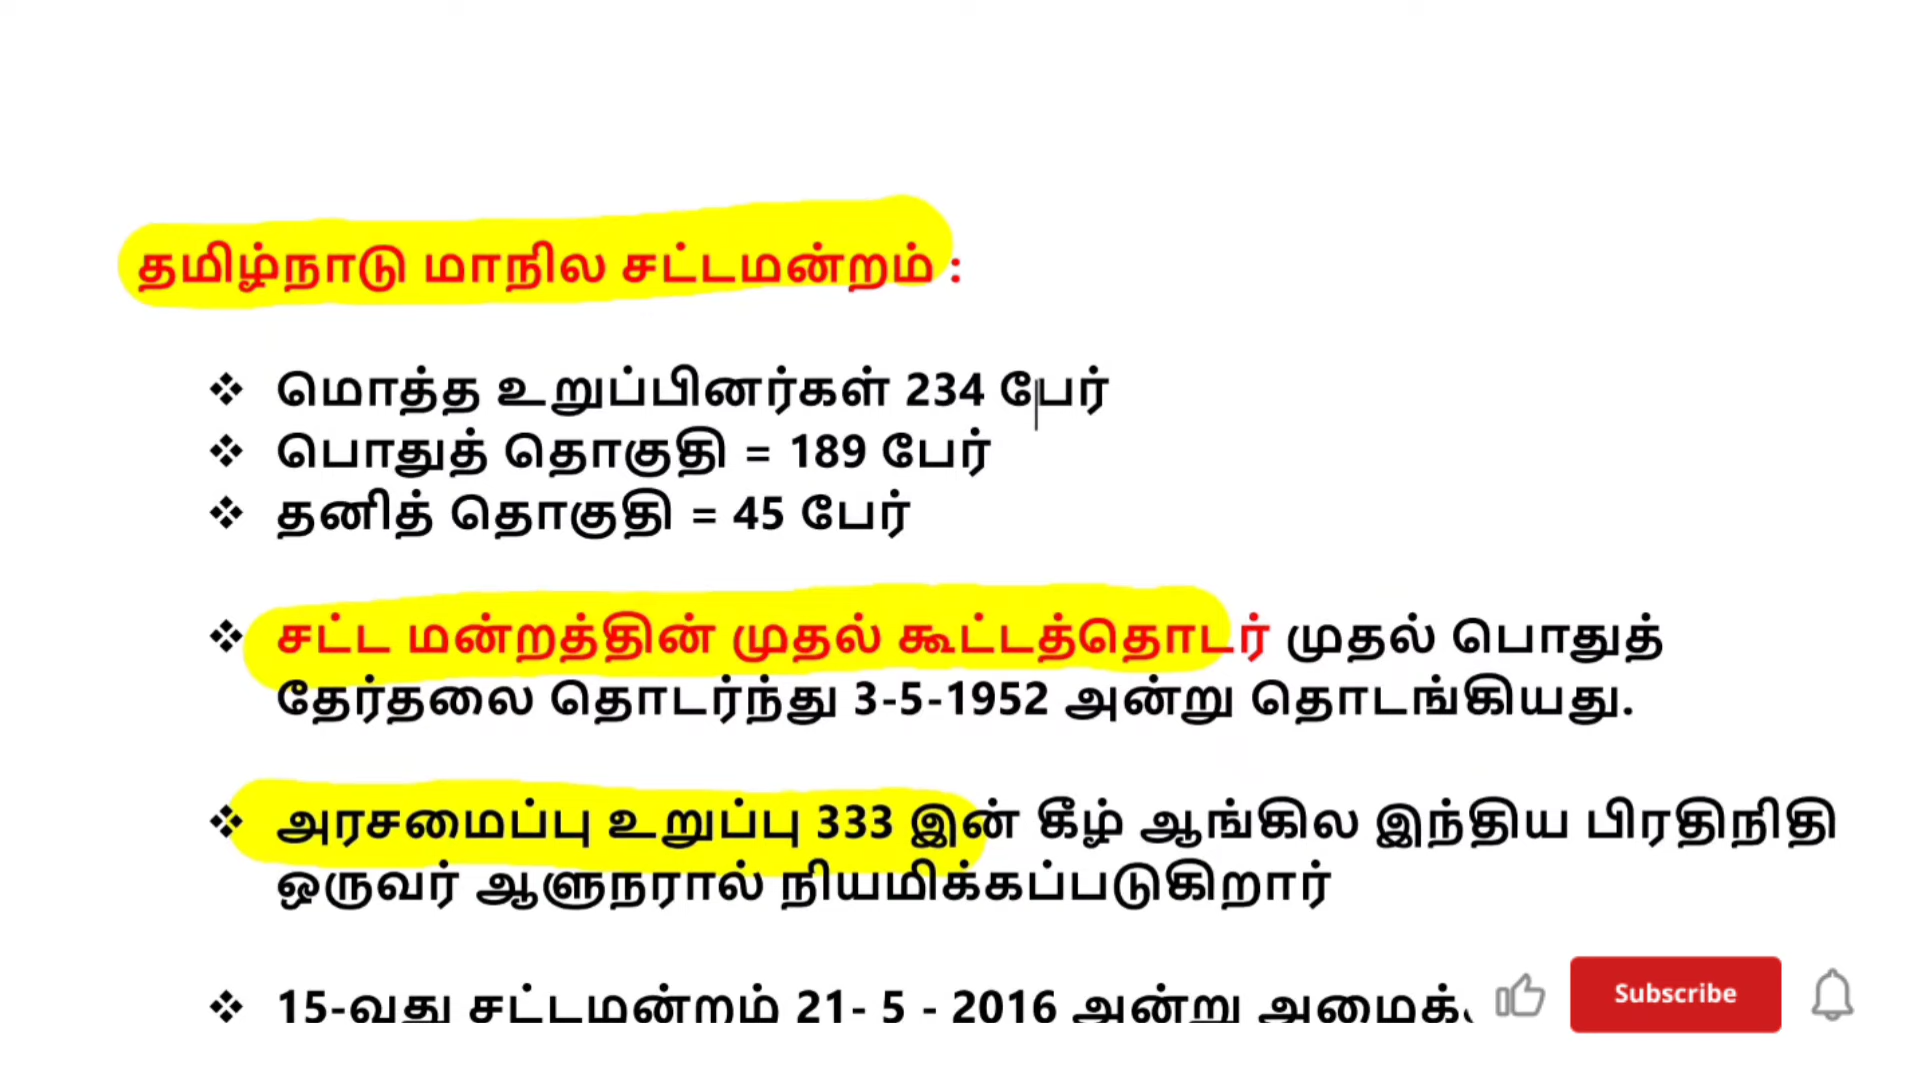 தமிழ்நாடு மாநில சட்டமன்றம் :
❖ மொத்த உறுப்பினர்கள் 234 பேர்
❖ பொதுத் தொகுதி = 189 பேர்
❖ தனித் தொகுதி = 45 பேர்
❖ சட்ட மன்றத்தின் முதல் கூட்டத்தொடர் முதல் பொதுத்
தேர்தலை தொடர்ந்து 3-5-1952 அன்று தொடங்கியது.
❖ அரசமைப்பு உறுப்பு 333 இன் கீழ் ஆங்கில இந்திய பிரதிநிதி
ஒருவர் ஆளுநரால் நியமிக்கப்படுகிறார்
❖ 15-வது சட்டமன்றம் 21- 5 - 2016 அன்று
Subscribe